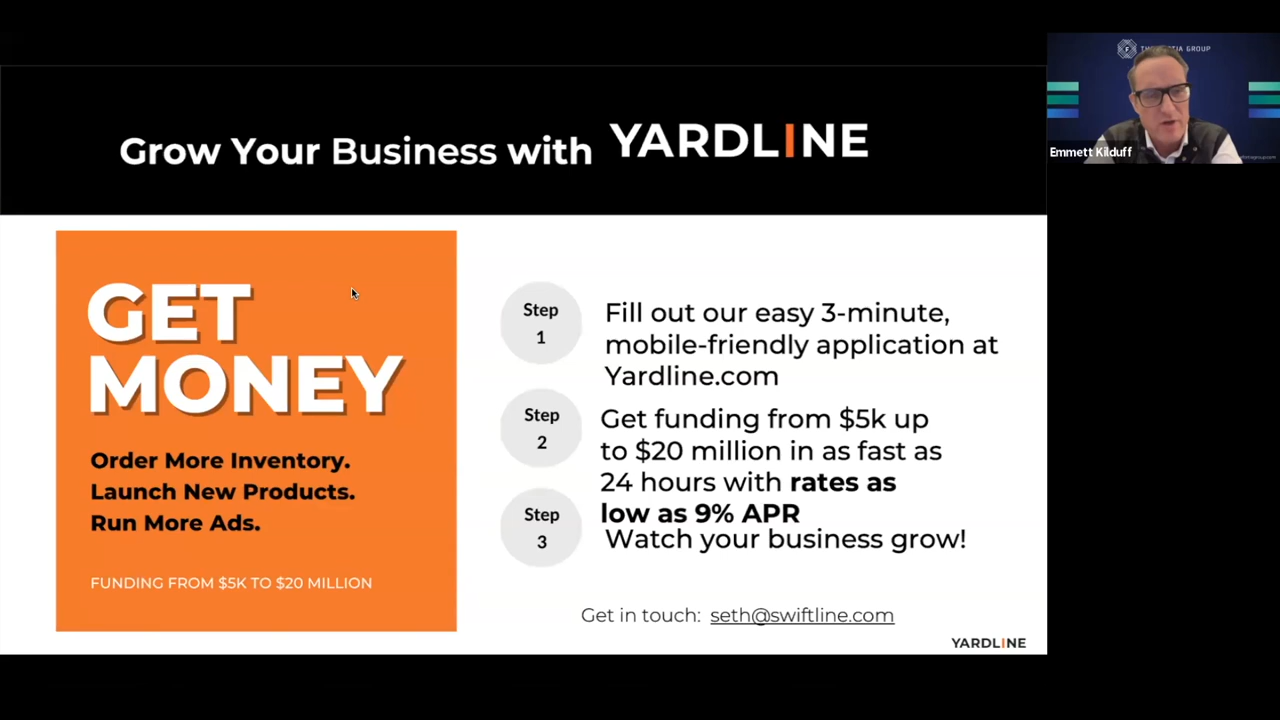 Grow Your Business with YARDLINE
GET
MONEY
Order More Inventory.
Launch New Products.
Run More Ads.
FUNDING FROM $5K TO $20 MILLION
Step
1
Fill out our easy 3-minute,
mobile-friendly application at
Yardline.com
Step
2
Get funding from $5k up
to $20 million in as fast as
24 hours with rates as
low as 9% APR
Step
3
Watch your business grow!
Get in touch: seth@swiftline.com
YARDLINE
GROUP
Emmett Kilduff